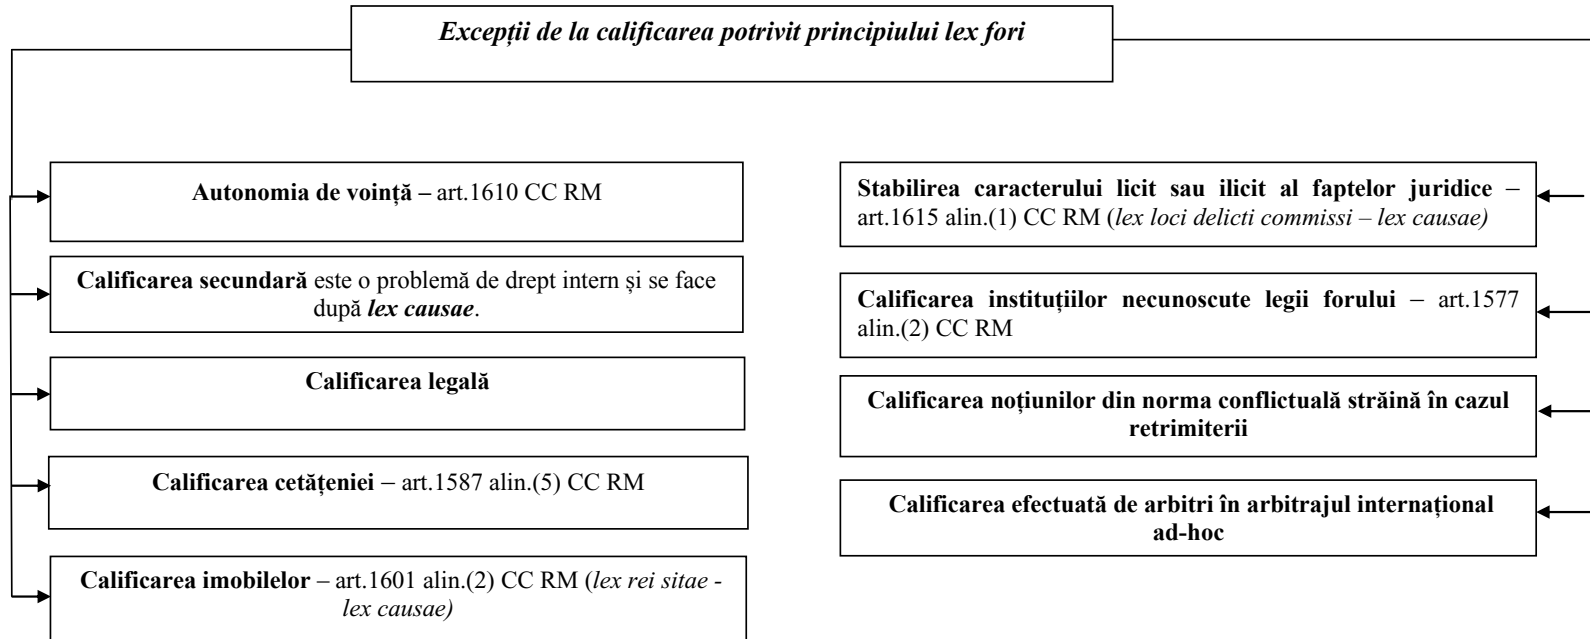 Excepții de la calificarea potrivit principiului lex fori
Autonomia de voință – art.1610 CC RM
Calificarea secundară este o problemă de drept intern și se face
după lex causae.
Calificarea legală
Calificarea cetățeniei – art.1587 alin.(5) CC RM
Calificarea imobilelor – art.1601 alin.(2) CC RM (lex rei sitae -
lex causae)
Stabilirea caracterului licit sau ilicit al faptelor juridice –
art.1615 alin.(1) CC RM (lex loci delicti commissi – lex causae)
Calificarea instituțiilor necunoscute legii forului – art.1577
alin.(2) CC RM
Calificarea noțiunilor din norma conflictuală străină în cazul
retrimiterii
Calificarea efectuată de arbitri în arbitrajul internațional
ad-hoc